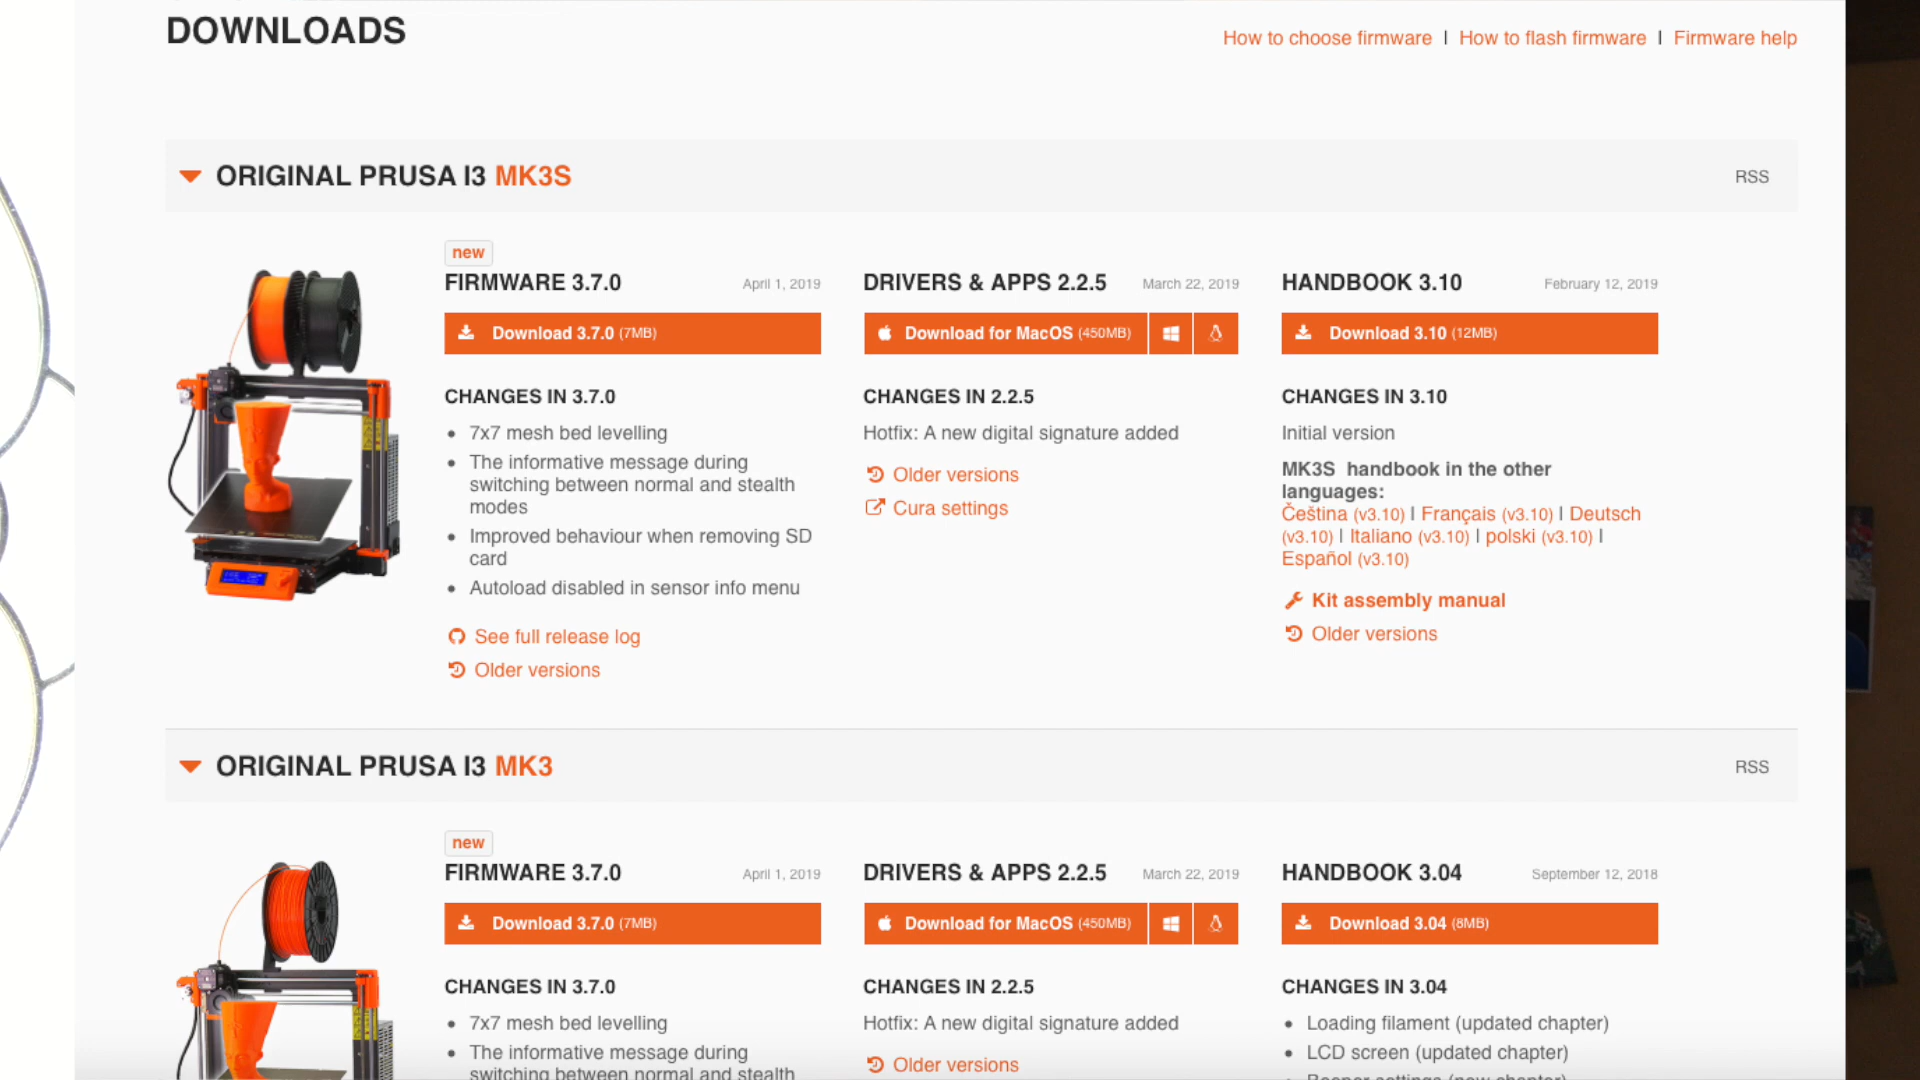 DOWNLOADS
How to choose firmware | How to flash firmware | Firmware help
ORIGINAL PRUSA I3 MK3S
RSS
new
FIRMWARE 3.7.0 April 1, 2019
Download 3.7.0 (7MB)
CHANGES IN 3.7.0
7x7 mesh bed levelling
The informative message during
switching between normal and stealth
modes
Improved behaviour when removing SD
card
Autoload disabled in sensor info menu
See full release log
Older versions
DRIVERS & APPS 2.2.5 March 22, 2019
Download for MacOS (450MB)
CHANGES IN 2.2.5
Hotfix: A new digital signature added
Older versions
Cura settings
HANDBOOK 3.10 February 12, 2019
Download 3.10 (12MB)
CHANGES IN 3.10
Initial version
MK3S handbook in the other
languages:
Čeština (v3.10) | Français (v3.10) | Deutsch
(v3.10) | Italiano (v3.10) | polski (v3.10) |
Español (v3.10)
Kit assembly manual
Older versions
ORIGINAL PRUSA I3 MK3
RSS
new
FIRMWARE 3.7.0 April 1, 2019
Download 3.7.0 (7MB)
CHANGES IN 3.7.0
7x7 mesh bed levelling
The informative message during
switching between normal and stealth
DRIVERS & APPS 2.2.5 March 22, 2019
Download for MacOS (450MB)
CHANGES IN 2.2.5
Hotfix: A new digital signature added
Older versions
HANDBOOK 3.04 September 12, 2018
Download 3.04 (8MB)
CHANGES IN 3.04
Loading filament (updated chapter)
LCD screen (updated chapter)